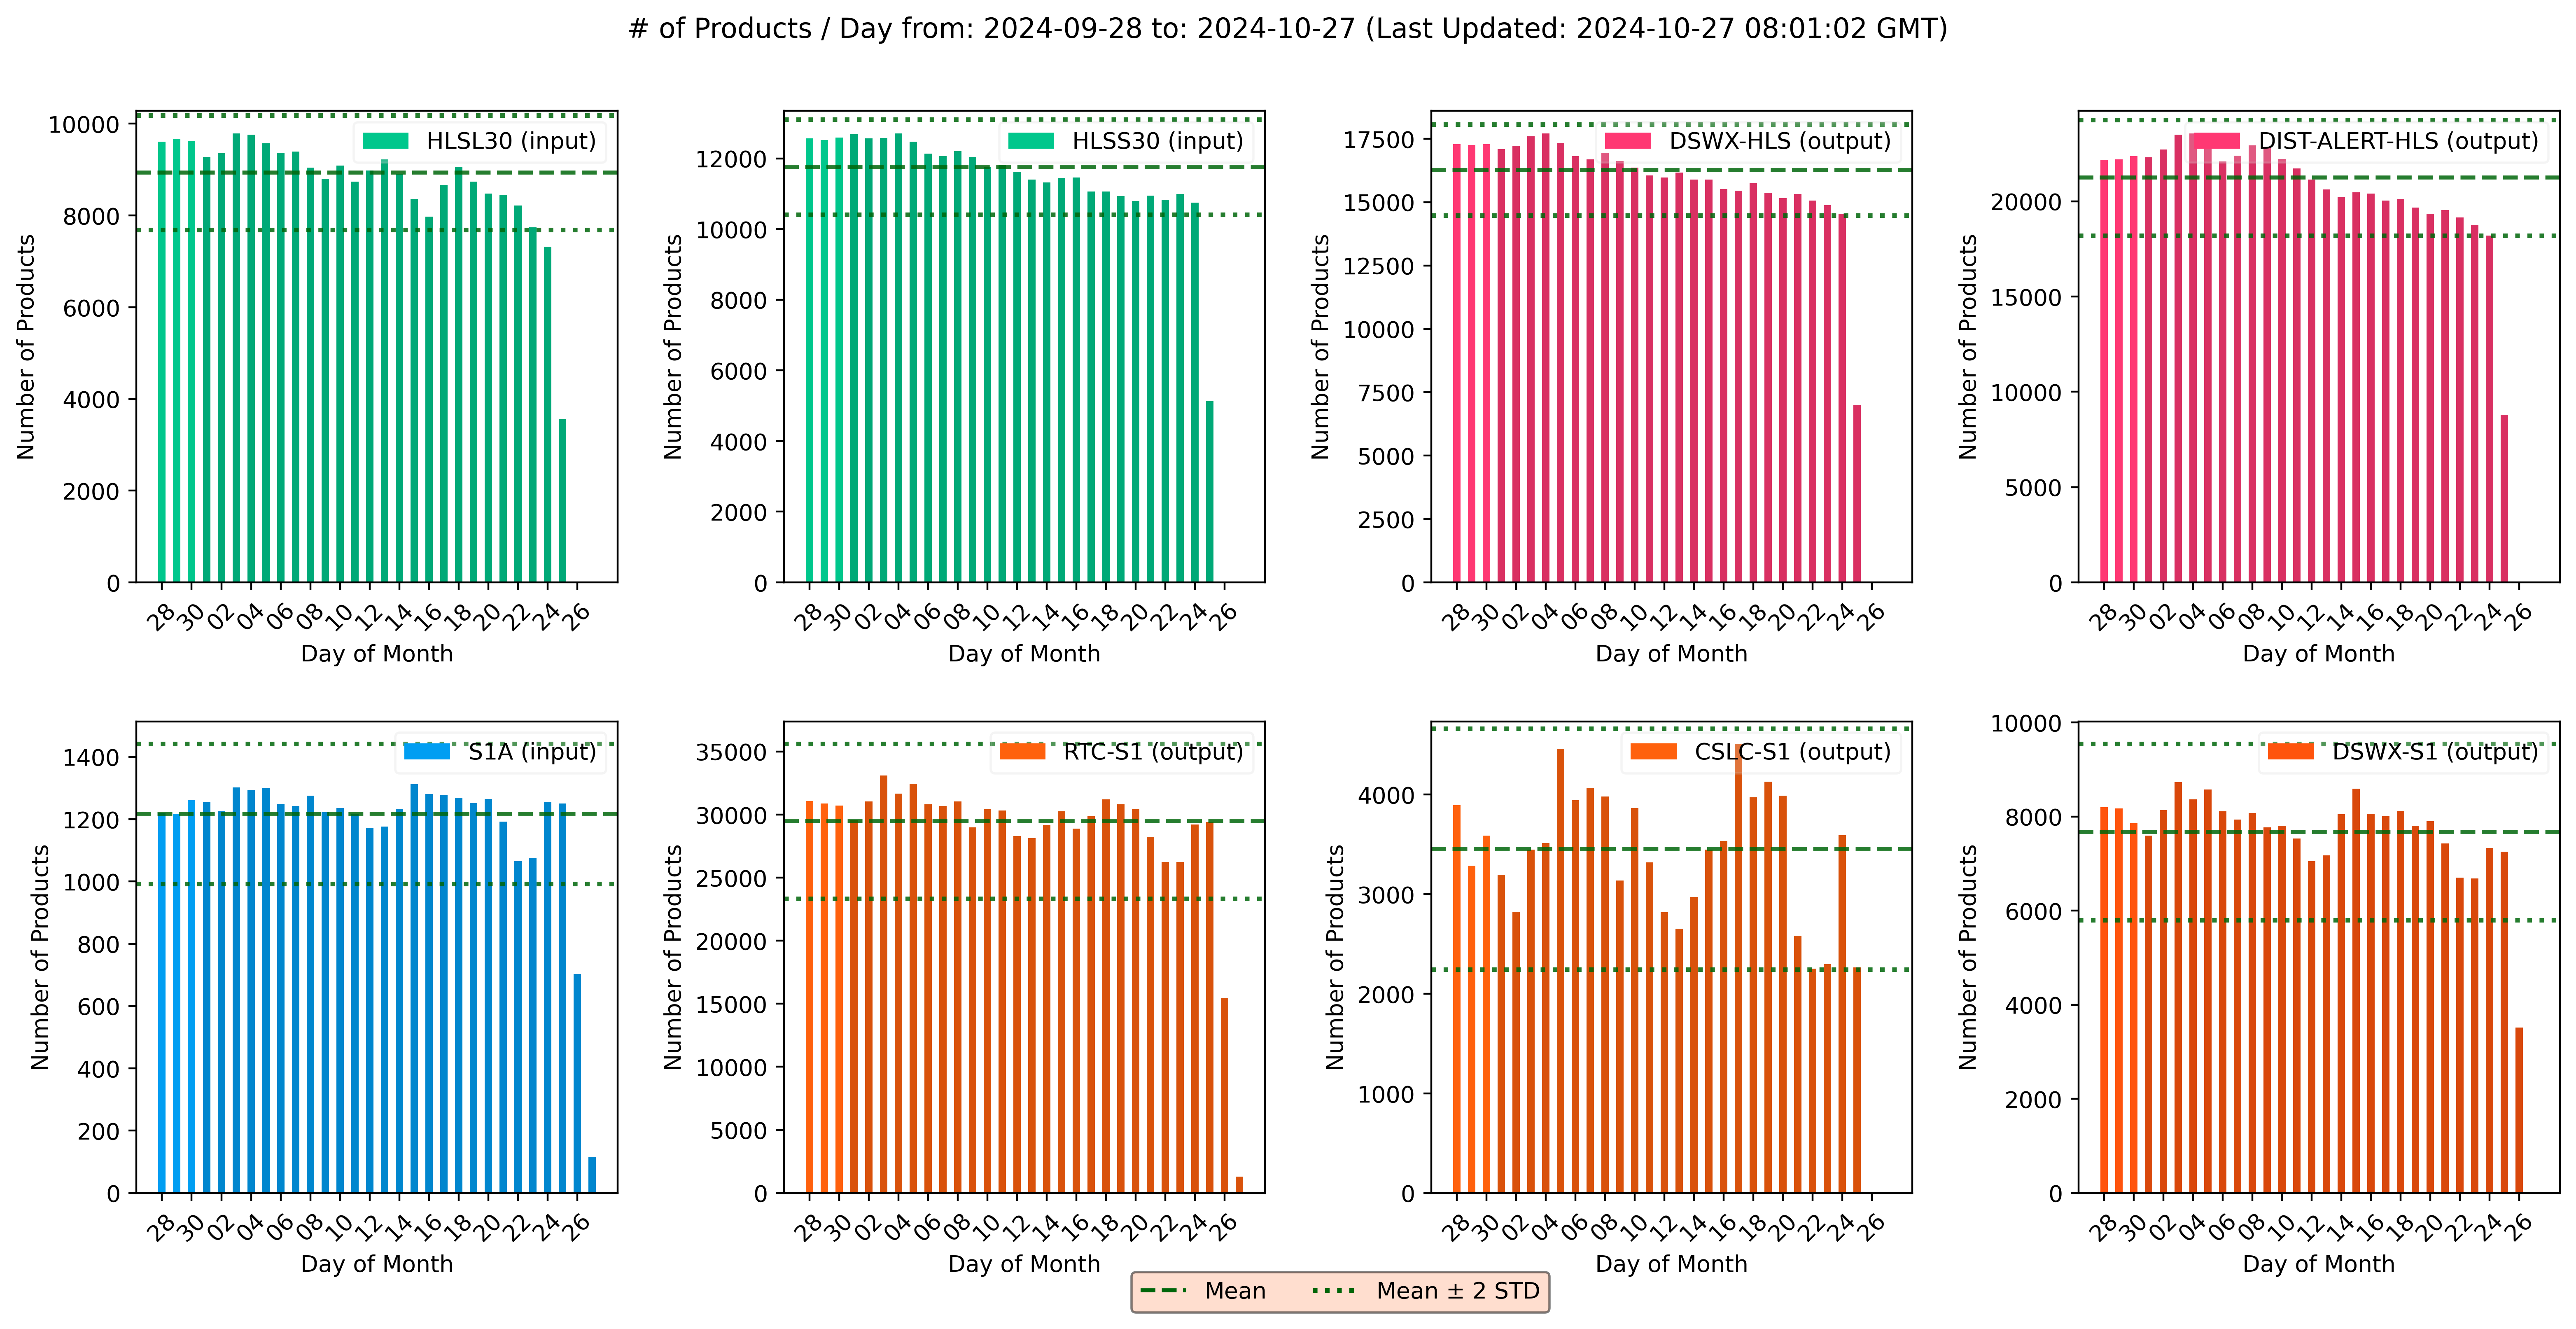 # of Products / Day from: 2024-09-28 to: 2024-10-27 (Last Updated: 2024-10-27 08:01:02 GMT)
HLSL30 (input)
Number of Products
10000
8000
6000
4000
2000
0
28 30 02 04 06 08 10 12 14 16 18 20 22 24 26
Day of Month
HLSS30 (input)
Number of Products
12000
10000
8000
6000
4000
2000
0
28 30 02 04 06 08 10 12 14 16 18 20 22 24 26
Day of Month
DSWX-HLS (output)
Number of Products
17500
15000
12500
10000
7500
5000
2500
0
28 30 02 04 06 08 10 12 14 16 18 20 22 24 26
Day of Month
DIST-ALERT-HLS (output)
Number of Products
20000
15000
10000
5000
0
28 30 02 04 06 08 10 12 14 16 18 20 22 24 26
Day of Month
S1A (input)
Number of Products
1400
1200
1000
800
600
400
200
0
28 30 02 04 06 08 10 12 14 16 18 20 22 24 26
Day of Month
RTC-S1 (output)
Number of Products
35000
30000
25000
20000
15000
10000
5000
0
28 30 02 04 06 08 10 12 14 16 18 20 22 24 26
Day of Month
CSLC-S1 (output)
Number of Products
4000
3000
2000
1000
0
28 30 02 04 06 08 10 12 14 16 18 20 22 24 26
Day of Month
DSWX-S1 (output)
Number of Products
10000
8000
6000
4000
2000
0
28 30 02 04 06 08 10 12 14 16 18 20 22 24 26
Day of Month
Mean
Mean ± 2 STD